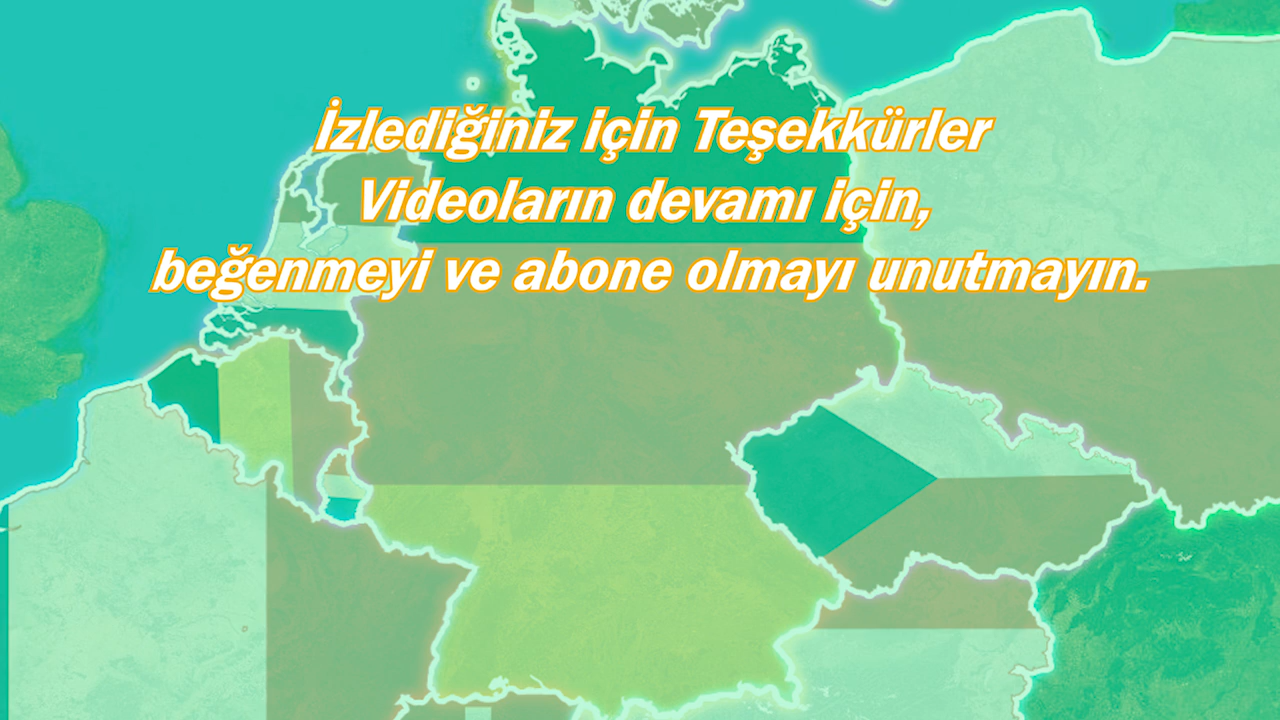 İzlediğiniz için Teşekkürler
Videoların devamı için,
beğenmeyi ve abone olmayı unutmayın.